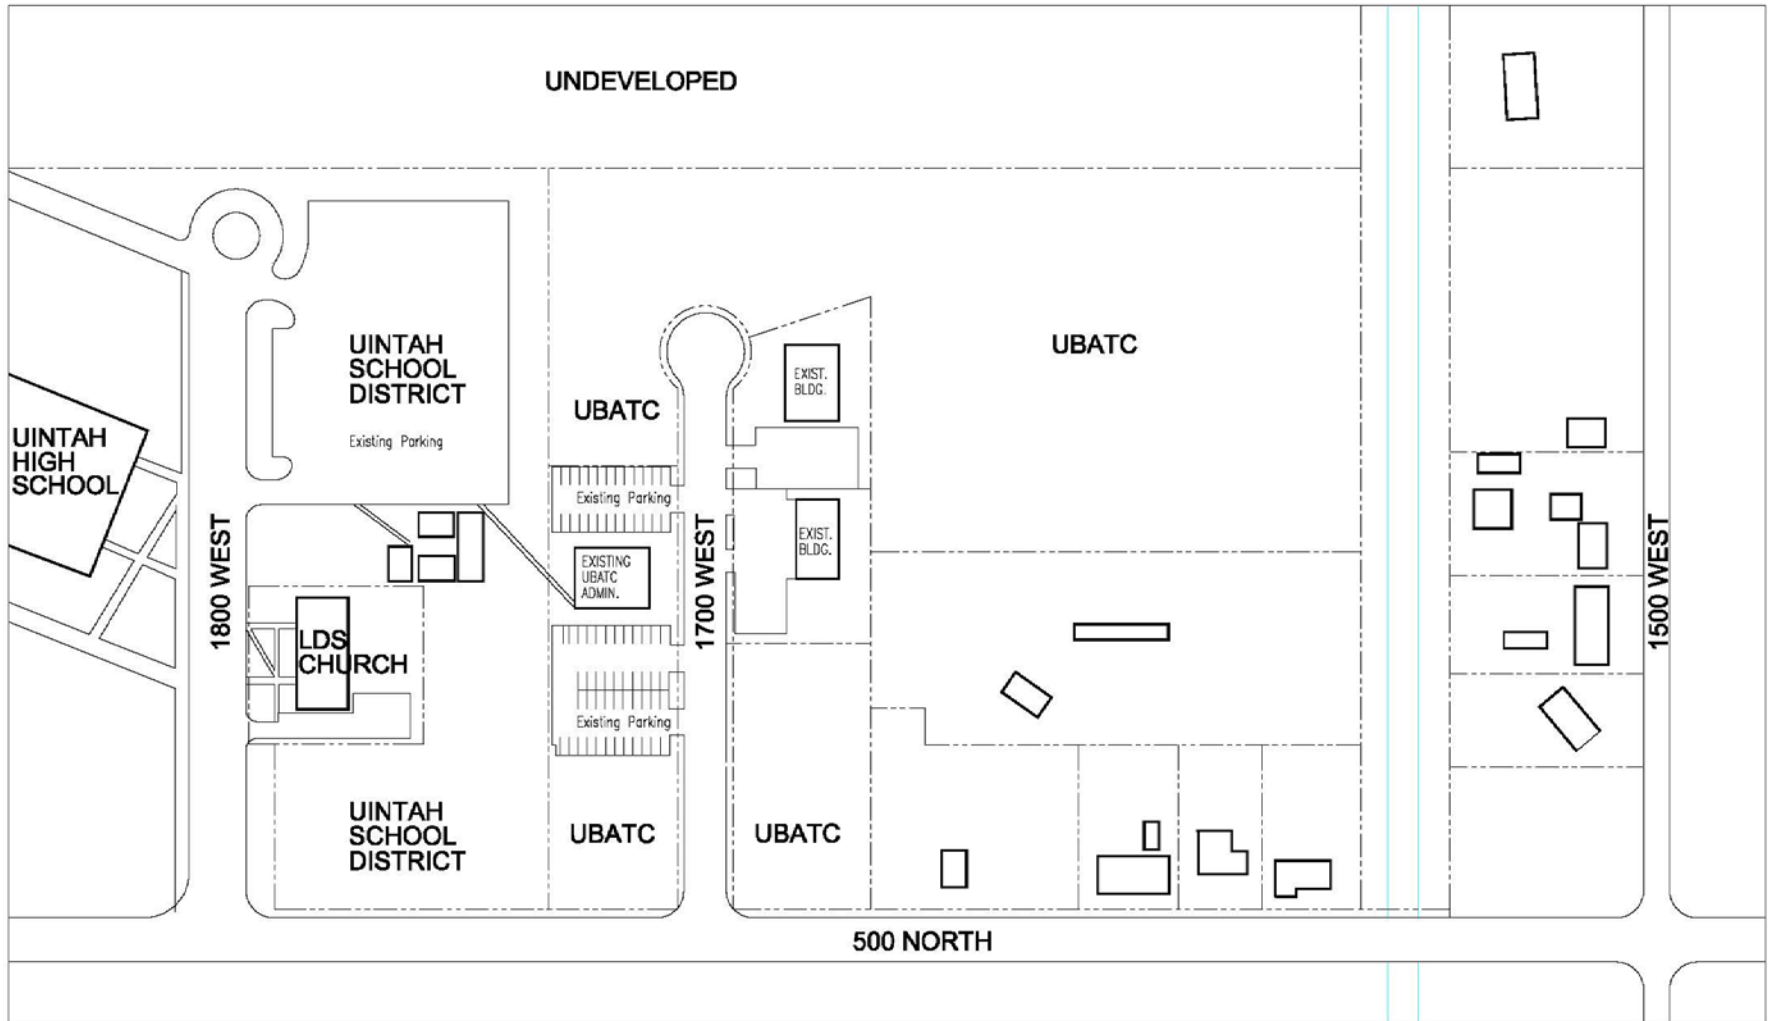 UNDEVELOPED
UINTAH
SCHOOL
DISTRICT
Existing Parking
UBATC
UBATC
EXIST.
BLDG.
UINTAH
HIGH
SCHOOL
Existing Parking
EXIST.
BLDG.
EXISTING
UBATC
ADMIN.
1800 WEST
1700 WEST
1500 WEST
LDS
CHURCH
Existing Parking
UINTAH
SCHOOL
DISTRICT
UBATC
UBATC
500 NORTH